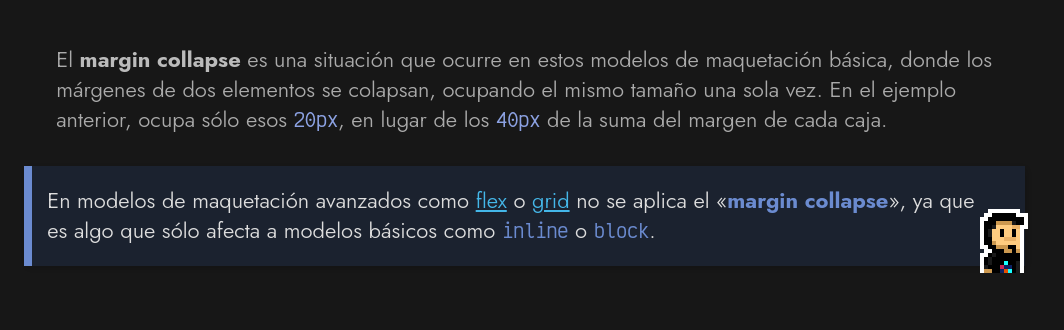 El margin collapse es una situación que ocurre en estos modelos de maquetación básica, donde los
márgenes de dos elementos se colapsan, ocupando el mismo tamaño una sola vez. En el ejemplo
anterior, ocupa sólo esos 20px, en lugar de los 40px de la suma del margen de cada caja.
En modelos de maquetación avanzados como flex o grid no se aplica el «margin collapse», ya que
es algo que sólo afecta a modelos básicos como inline o block.